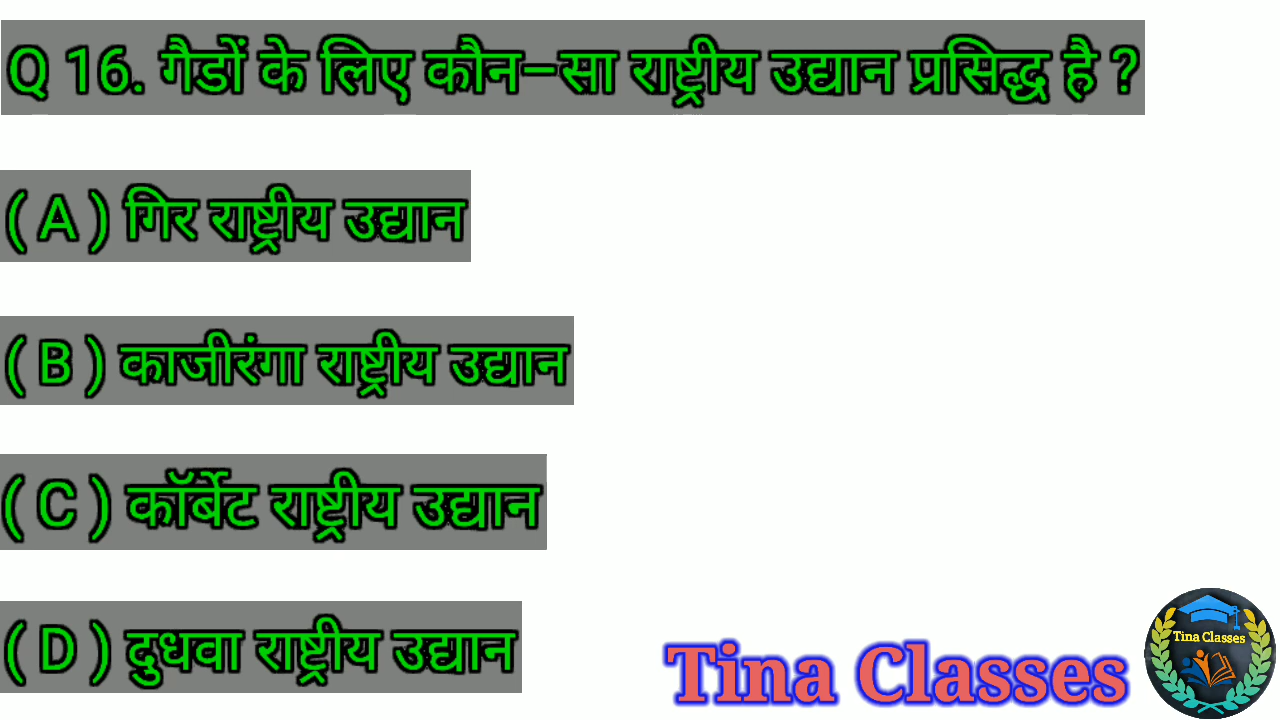 Q 16. गैडों के लिए कौन–सा राष्ट्रीय उद्यान प्रसिद्ध है ?
( A ) गिर राष्ट्रीय उद्यान
( B ) काजीरंगा राष्ट्रीय उद्यान
( C ) कॉर्बेट राष्ट्रीय उद्यान
( D ) दुधवा राष्ट्रीय उद्यान
Tina Classes
Tina Classes